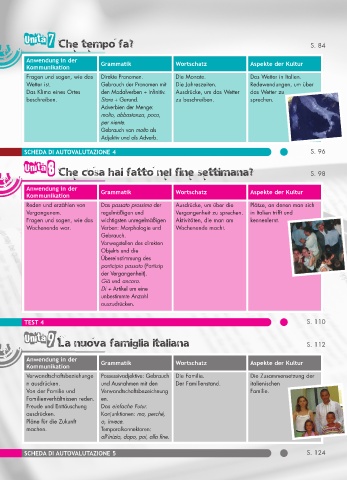 Unità 7 Che tempo fa? S. 84
Anwendung in der
Kommunikation
Grammatik
Wortschatz
Aspekte der Kultur
Fragen und sagen, wie das
Wetter ist.
Das Klima eines Ortes
beschreiben.
Direkte Pronomen.
Gebrauch der Pronomen mit
den Modalverben + Infinitiv.
Stare + Gerund.
Adverbien der Menge:
molto, abbastanza, poco,
per niente.
Gebrauch von molto als
Adjektiv und als Adverb.
Die Monate.
Die Jahreszeiten.
Ausdrücke, um das Wetter
zu beschreiben.
Das Wetter in Italien.
Redewendungen, um über
das Wetter zu
sprechen.
SCHEDA DI AUTOVALUTAZIONE 4 S. 96
Unità 8 Che cosa hai fatto nel fine settimana? S. 98
Anwendung in der
Kommunikation
Grammatik
Wortschatz
Aspekte der Kultur
Reden und erzählen von
Vergangenem.
Fragen und sagen, wie das
Wochenende war.
Das passato prossimo der
regelmäßigen und
wichtigsten unregelmäßigen
Verben: Morphologie und
Gebrauch.
Voranstellen des direkten
Objekts und die
Übereinstimmung des
participio passato (Partizip
der Vergangenheit).
Già und ancora.
Di + Artikel um eine
unbestimmte Anzahl
auszudrücken.
Ausdrücke, um über die
Vergangenheit zu sprechen.
Aktivitäten, die man am
Wochenende macht.
Plätze, an denen man sich
in Italien trifft und
kennenlernt.
TEST 4 S. 110
Unità 9 La nuova famiglia italiana S. 112
Anwendung in der
Kommunikation
Grammatik
Wortschatz
Aspekte der Kultur
Verwandtschaftsbeziehunge
n ausdrücken.
Von der Familie und
Familienverhältnissen reden.
Freude und Enttäuschung
ausdrücken.
Pläne für die Zukunft
machen.
Possessivadjektive: Gebrauch
und Ausnahmen mit den
Verwandtschaftsbezeichnung
en.
Das einfache Futur.
Konjunktionen: ma, perché,
o, invece.
Temporalkonnektoren:
all'inizio, dopo, poi, alla fine.
Die Familie.
Der Familienstand.
Die Zusammensetzung der
italienischen
Familie.
SCHEDA DI AUTOVALUTAZIONE 5 S. 124